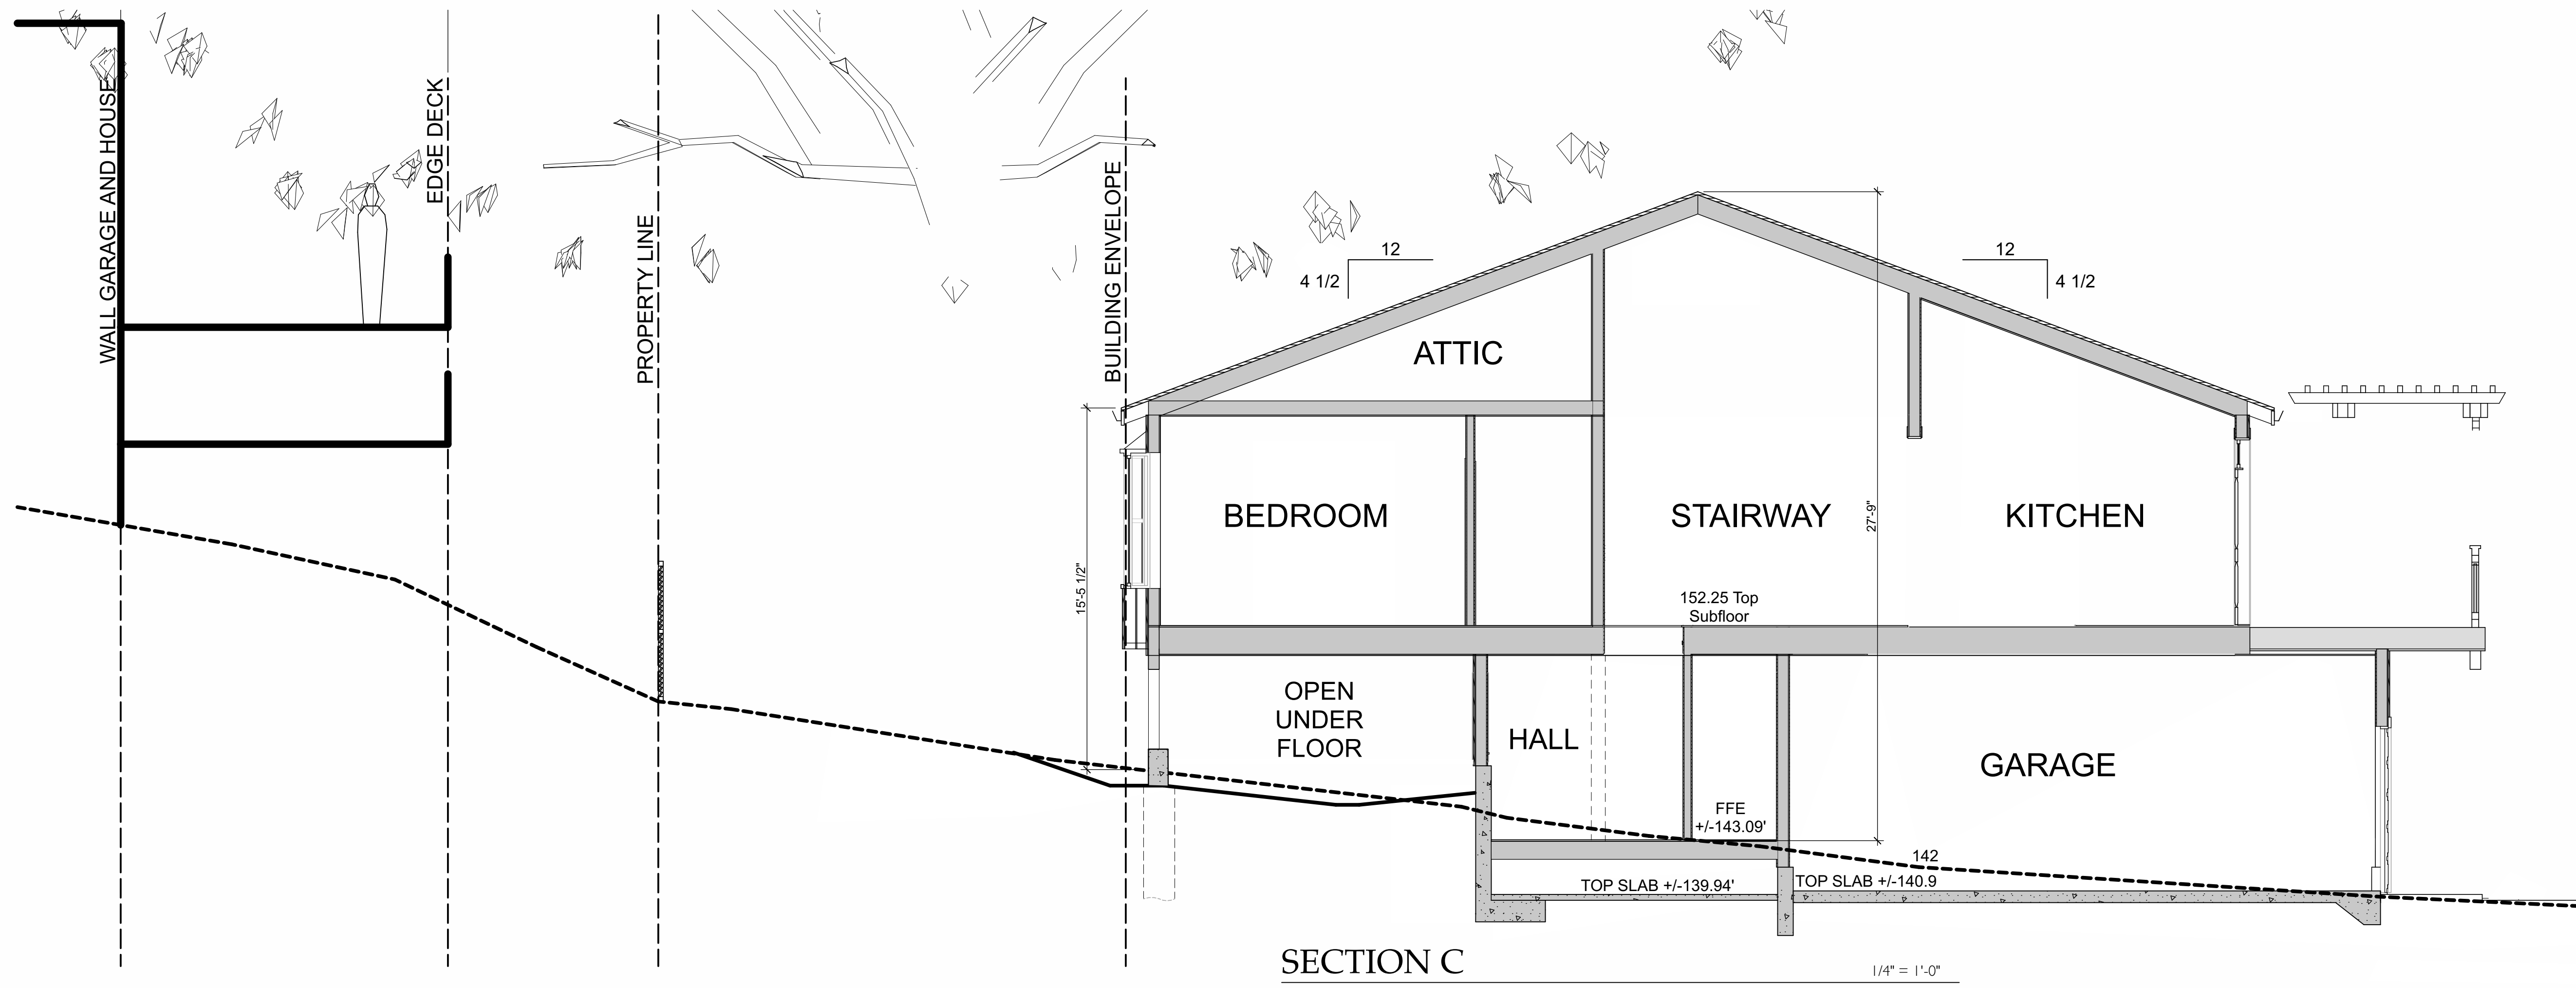 WALL GARAGE AND HOUSE
EDGE DECK
PROPERTY LINE
BUILDING ENVELOPE
12
4 1/2
12
4 1/2
ATTIC
BEDROOM
STAIRWAY
KITCHEN
27'-9"
15'-5 1/2"
152.25 Top
Subfloor
OPEN
UNDER
FLOOR
HALL
GARAGE
FFE
+/-143.09'
142
TOP SLAB +/-139.94'
TOP SLAB +/-140.9
SECTION C
1/4" = 1'-0"